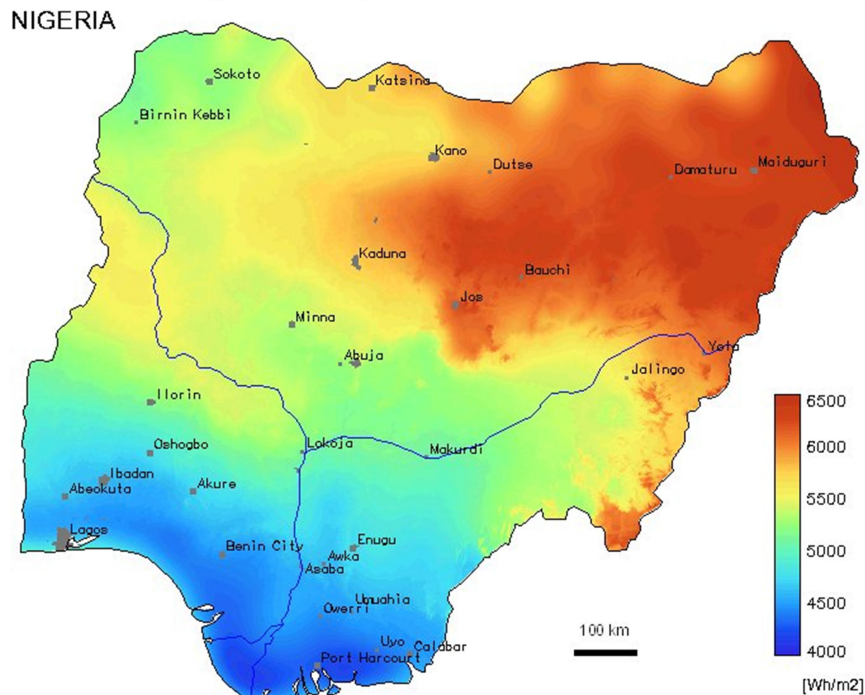 NIGERIA
Sokoto
Katsina
Birnin Kebbi
Kano
Dutse
Damaturu
Maiduguri
Kaduna
Bauchi
Jos
Minna
Abuja
Yola
Jalingo
Ilorin
Oshogbo
Lokoja
Makurdi
Ibadan
Abeokuta
Akure
Lagos
Benin City
Enugu
Awka
Asaba
Umuahia
Owerri
Uyo
Calabar
Port Harcourt
100 km
6500
6000
5500
5000
4500
4000
[Wh/m2]